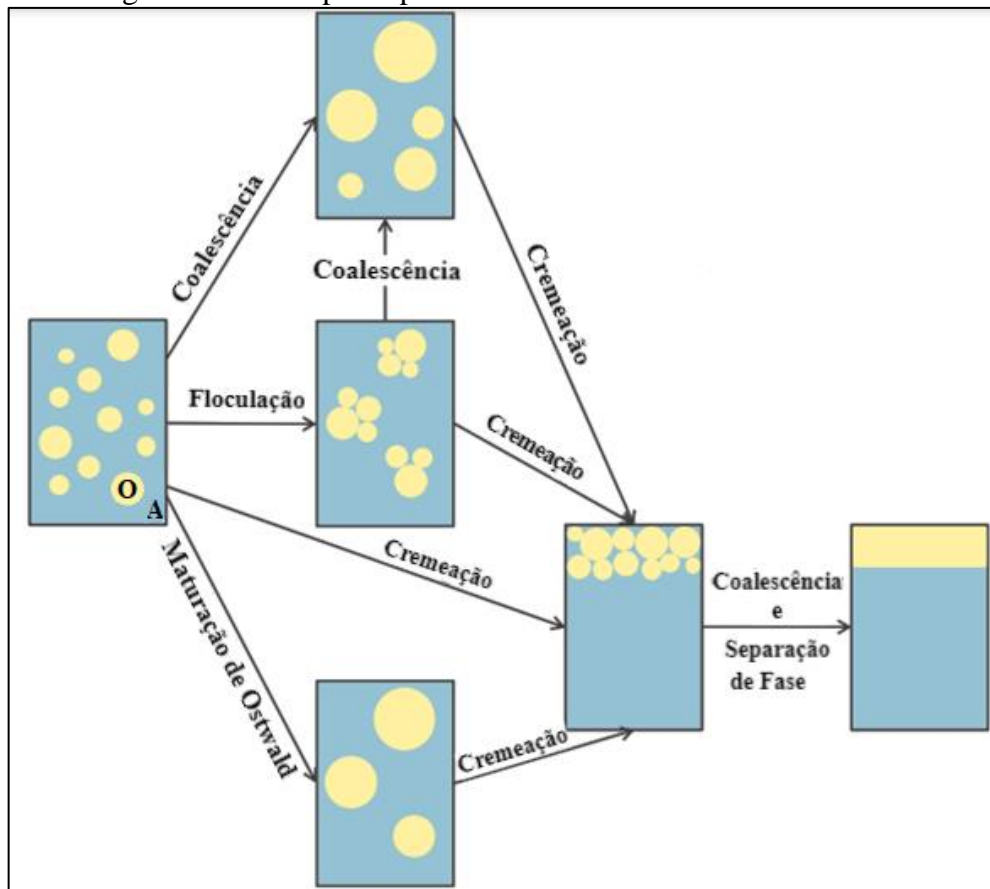 Coalescência
Coalescência
Cremeação
Floculação
Cremeação
O
A
Cremeação
Maturação de Ostwald
Cremeação
Coalescência
e
Separação
de Fase